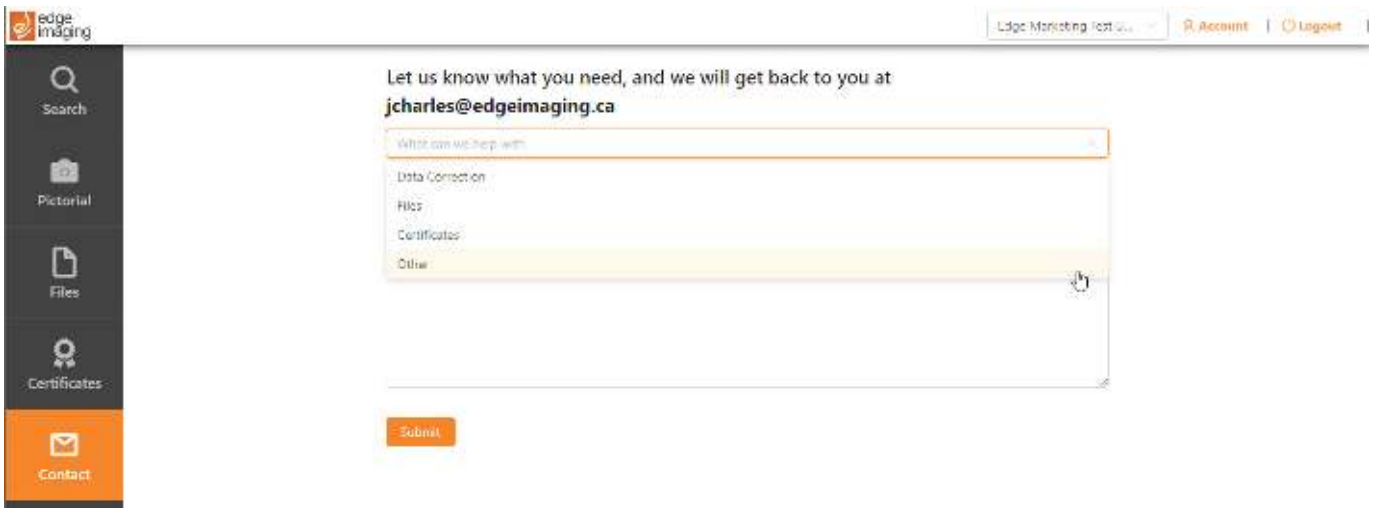 edge
imaging
Edge Marketing Test S...
Account | Logout |
Search
Pictorial
Files
Certificates
Contact
Let us know what you need, and we will get back to you at
jcharles@edgeimaging.ca
What can we help with
Data Correction
Files
Certificates
Other
Submit